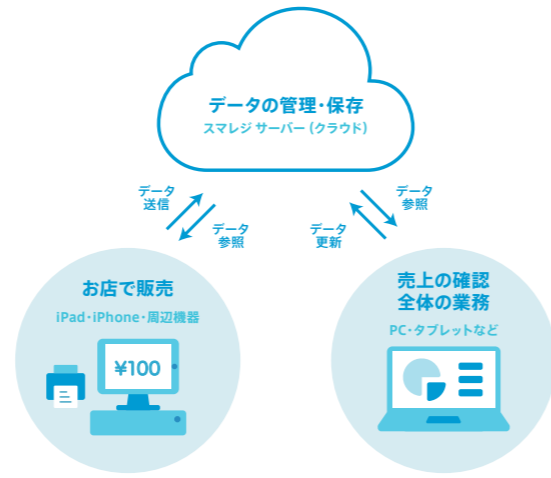 データの管理・保存
スマレジ サーバー（クラウド）
データ
送信
データ
参照
データ
更新
データ
参照
お店で販売
iPad・iPhone・周辺機器
¥100
売上の確認
全体の業務
PC・タブレットなど